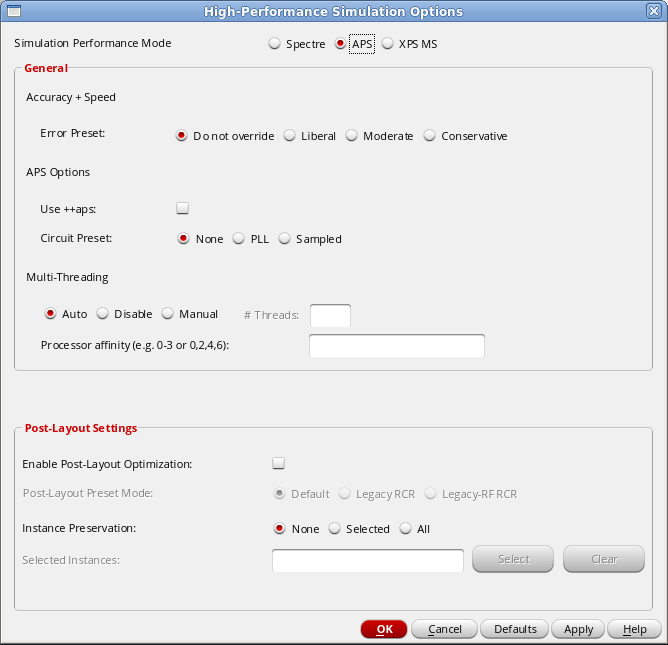 High-Performance Simulation Options
Simulation Performance Mode Spectre APS XPS MS
General
Accuracy + Speed
Error Preset: Do not override Liberal Moderate Conservative
APS Options
Use ++aps:
Circuit Preset: None PLL Sampled
Multi-Threading
Auto Disable Manual # Threads:
Processor affinity (e.g. 0-3 or 0,2,4,6):
Post-Layout Settings
Enable Post-Layout Optimization:
Post-Layout Preset Mode: Default Legacy RCR Legacy-RF RCR
Instance Preservation: None Selected All
Selected Instances: Select Clear
OK Cancel Defaults Apply Help